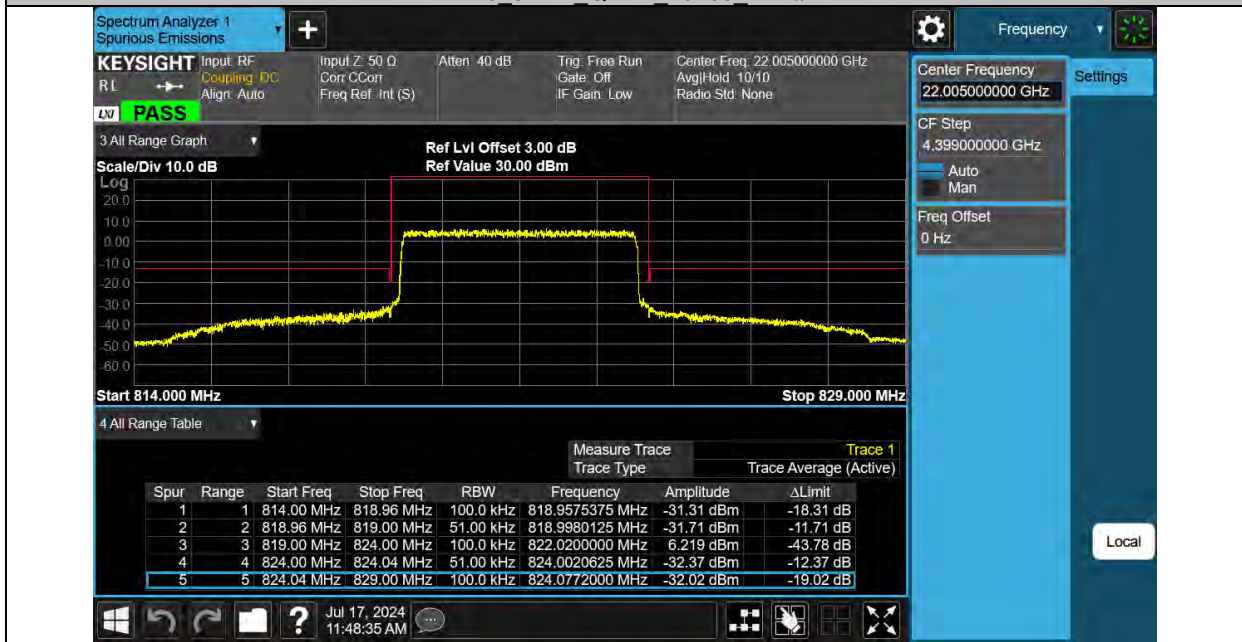 Spectrum Analyzer 1
Spurious Emissions
Frequency
KEYSIGHT
RL
LXI PASS
Input: RF
Coupling: DC
Align: Auto
Input Z: 50 Ω
Corr CCorr
Freq Ref: Int (S)
Atten: 40 dB
Trig: Free Run
Gate: Off
IF Gain: Low
Center Freq: 22.005000000 GHz
Avg|Hold: 10/10
Radio Std: None
Center Frequency
22.005000000 GHz
Settings
CF Step
4.399000000 GHz
Auto
Man
Freq Offset
0 Hz
3 All Range Graph
Scale/Div 10.0 dB
Ref Lvl Offset 3.00 dB
Ref Value 30.00 dBm
Log
20.0
10.0
0.00
-10.0
-20.0
-30.0
-40.0
-50.0
-60.0
Start 814.000 MHz
Stop 829.000 MHz
4 All Range Table
Measure Trace Trace 1
Trace Type Trace Average (Active)
Spur Range Start Freq Stop Freq RBW Frequency Amplitude ΔLimit
1 1 814.00 MHz 818.96 MHz 100.0 kHz 818.9575375 MHz -31.31 dBm -18.31 dB
2 2 818.96 MHz 819.00 MHz 51.00 kHz 818.9980125 MHz -31.71 dBm -11.71 dB
3 3 819.00 MHz 824.00 MHz 100.0 kHz 822.0200000 MHz 6.219 dBm -43.78 dB
4 4 824.00 MHz 824.04 MHz 51.00 kHz 824.0020625 MHz -32.37 dBm -12.37 dB
5 5 824.04 MHz 829.00 MHz 100.0 kHz 824.0772000 MHz -32.02 dBm -19.02 dB
Local
?
Jul 17, 2024
11:48:35 AM